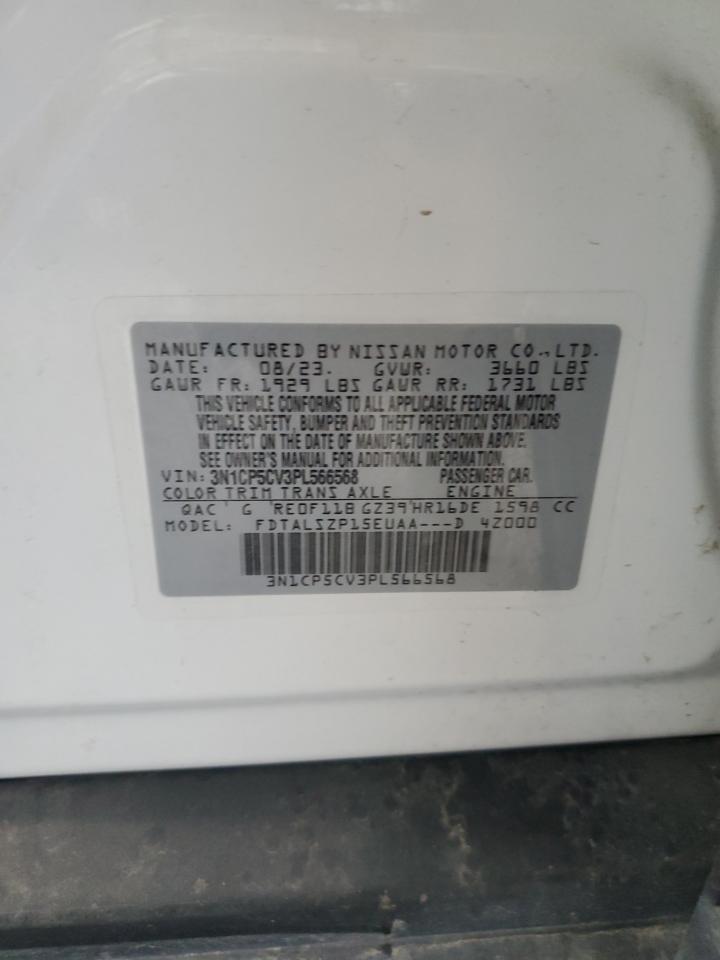 MANUFACTURED BY NISSAN MOTOR CO., LTD.
DATE: 08/23. GVWR: 3660 LBS
GAWR FR: 1929 LBS GAWR RR: 1731 LBS
THIS VEHICLE CONFORMS TO ALL APPLICABLE FEDERAL MOTOR
VEHICLE SAFETY, BUMPER AND THEFT PREVENTION STANDARDS
IN EFFECT ON THE DATE OF MANUFACTURE SHOWN ABOVE.
SEE OWNER'S MANUAL FOR ADDITIONAL INFORMATION.
VIN: 3N1CP5CV3PL566568 PASSENGER CAR.
COLOR TRIM TRANS AXLE ENGINE
QAC G RE0F11B GZ39 HR16DE 1598 CC
MODEL: FDTALSZP15EUAA---D 4Z000
3N1CP5CV3PL566568